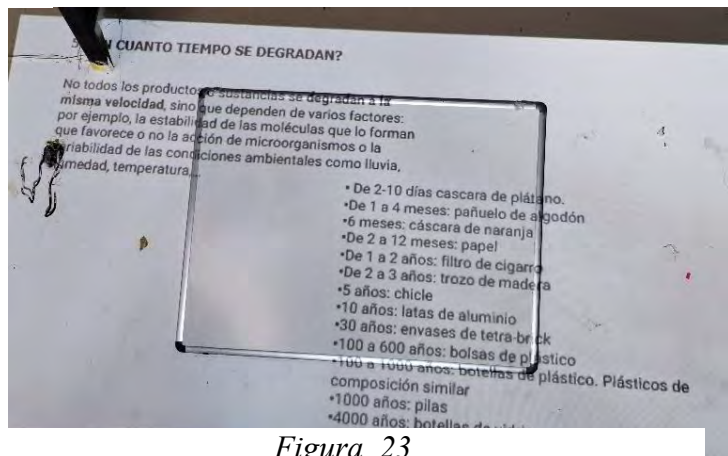 CUANTO TIEMPO SE DEGRADAN?
No todos los productos o sustancias se degradan a la
misma velocidad, sino que dependen de varios factores:
por ejemplo, la estabilidad de las moléculas que lo forman
que favorece o no la acción de microorganismos o la
variabilidad de las condiciones ambientales como lluvia,
humedad, temperatura,
• De 2-10 días cascara de plátano.
•De 1 a 4 meses: pañuelo de algodón
•6 meses: cáscara de naranja
•De 2 a 12 meses: papel
•De 1 a 2 años: filtro de cigarro
•De 2 a 3 años: trozo de madera
•5 años: chicle
•10 años: latas de aluminio
•30 años: envases de tetra-brick
•100 a 600 años: bolsas de plástico
•100 a 1000 años: botellas de plástico. Plásticos de
composición similar
•1000 años: pilas
•4000 años: botellas de
Figura 23